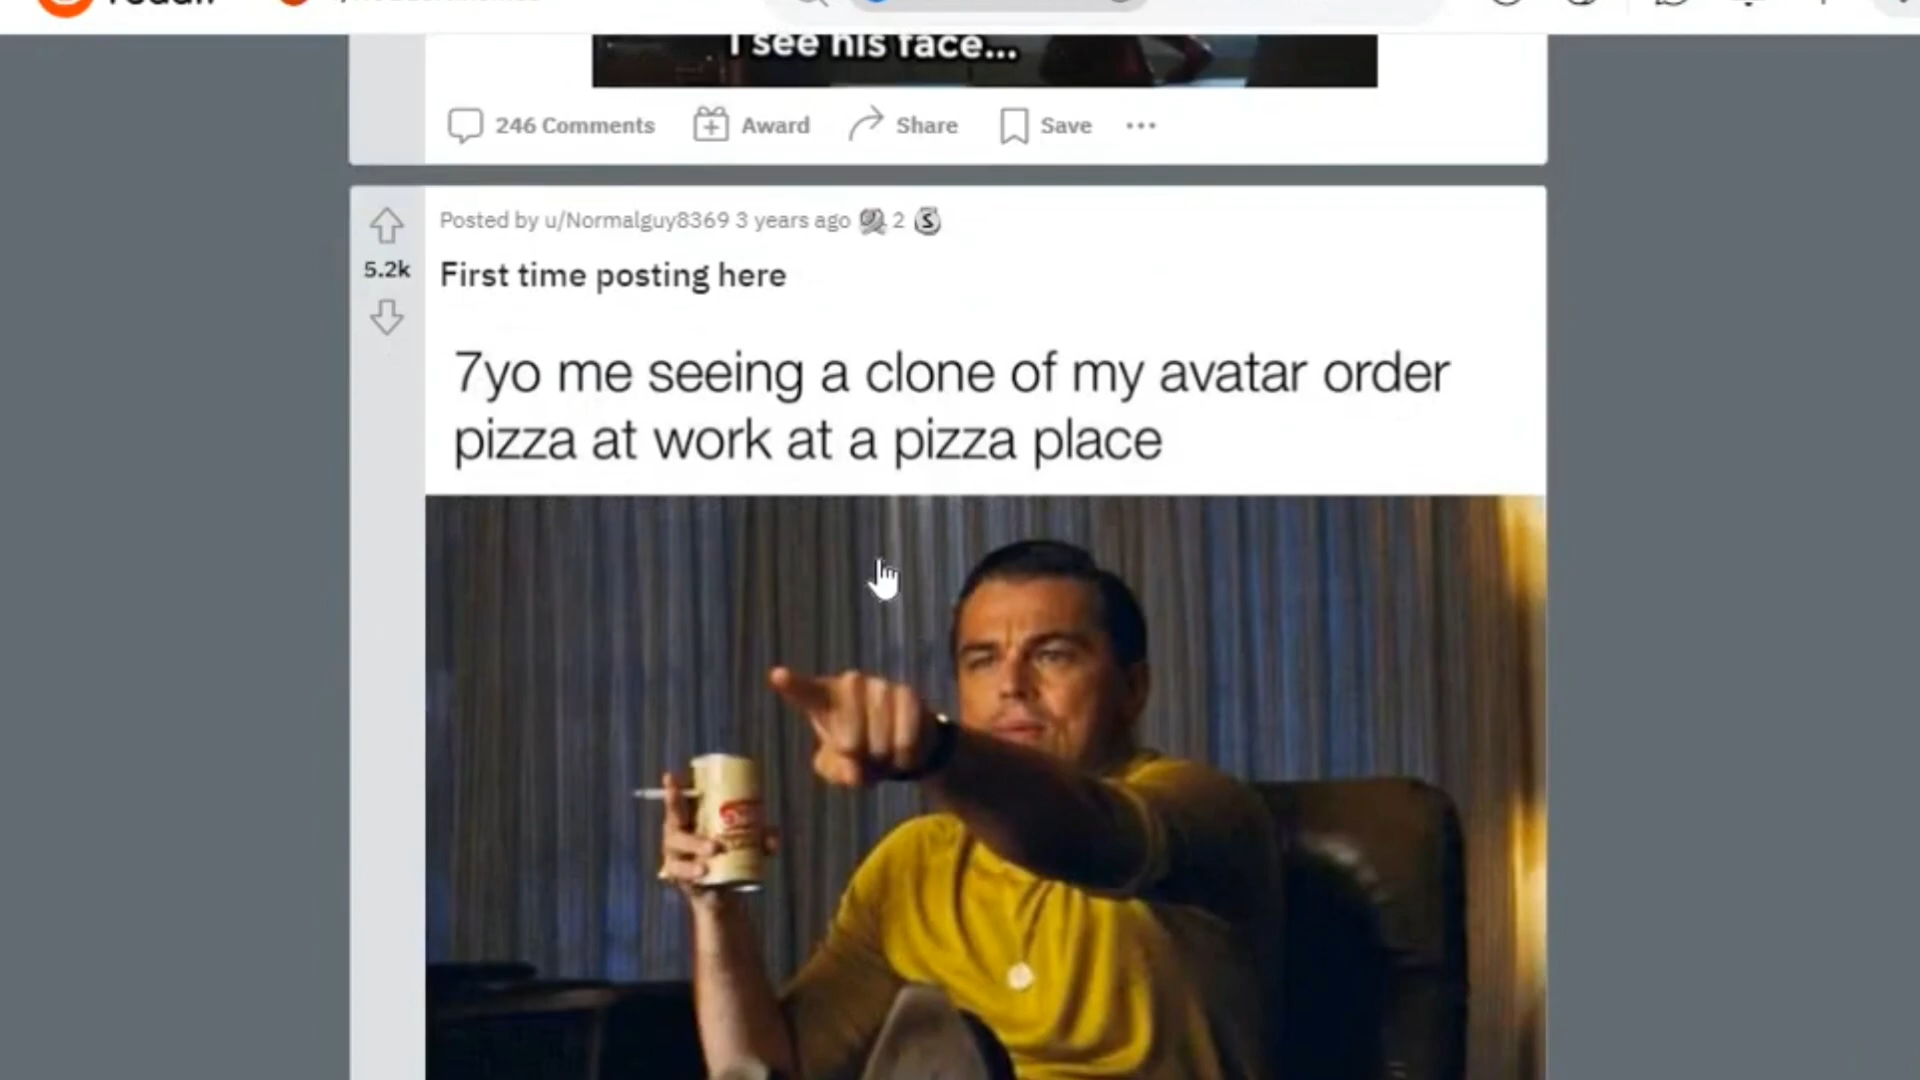 I see his face...
246 Comments Award Share Save
Posted by u/Normalguy8369 3 years ago 2
5.2k
First time posting here
7yo me seeing a clone of my avatar order
pizza at work at a pizza place